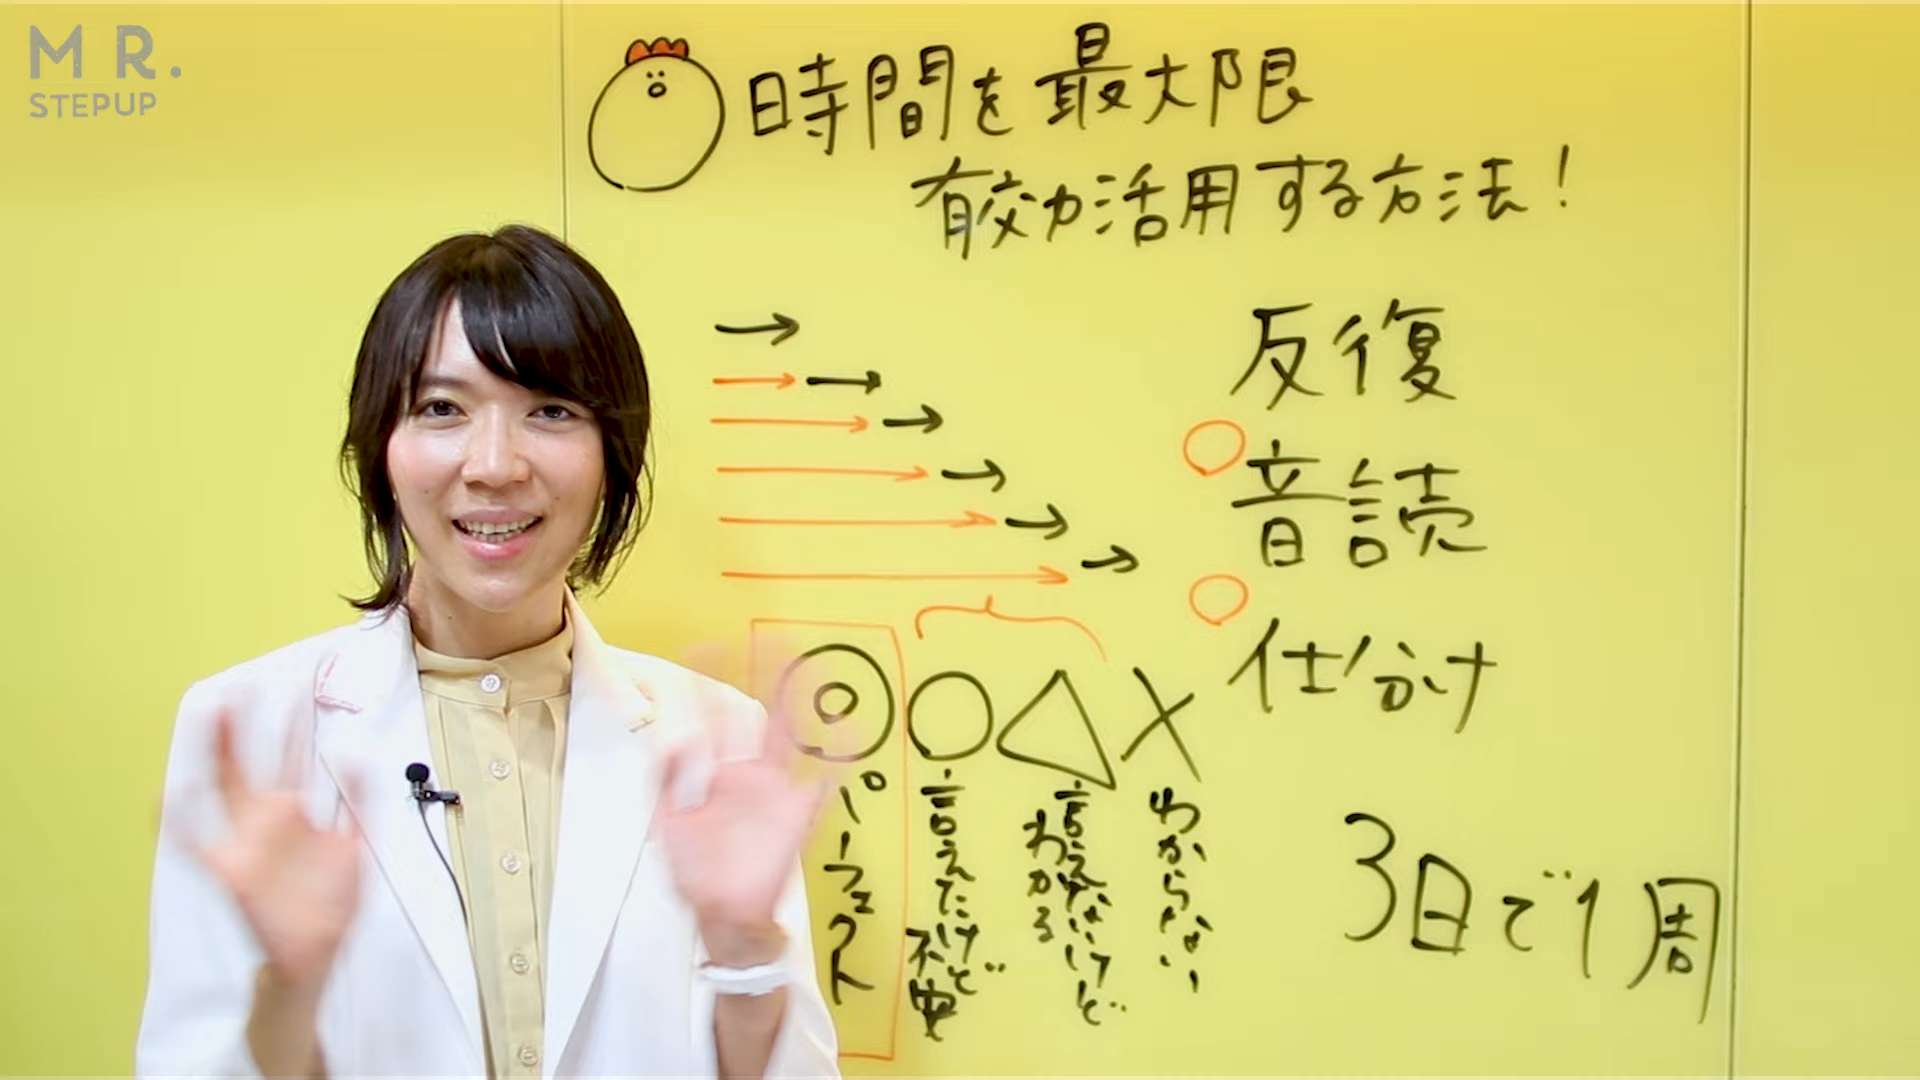 MR.
STEPUP
時間を最大限
有効活用する方法!
反復
音読
仕分け
パーフェクト
言えたけど
不安
言えないけど
わかる
わからない
3日で1周